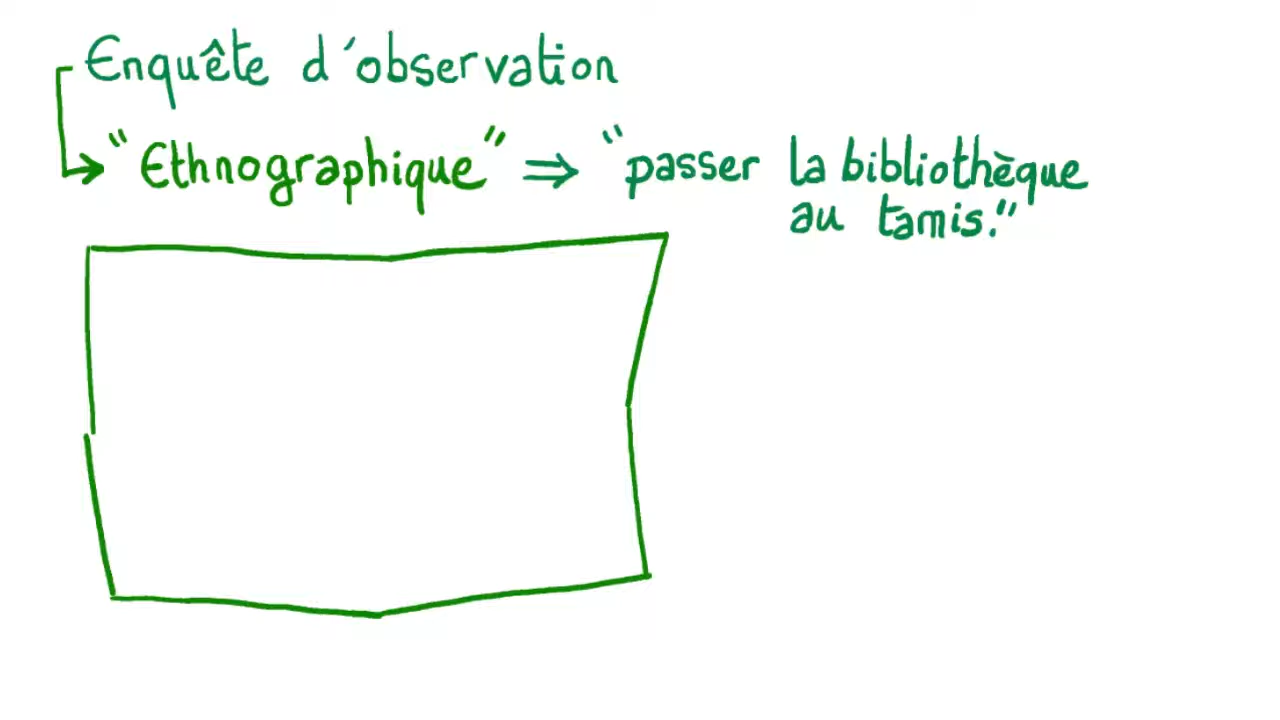 Enquête d'observation
"Ethnographique" ⇒ "passer la bibliothèque
au tamis."